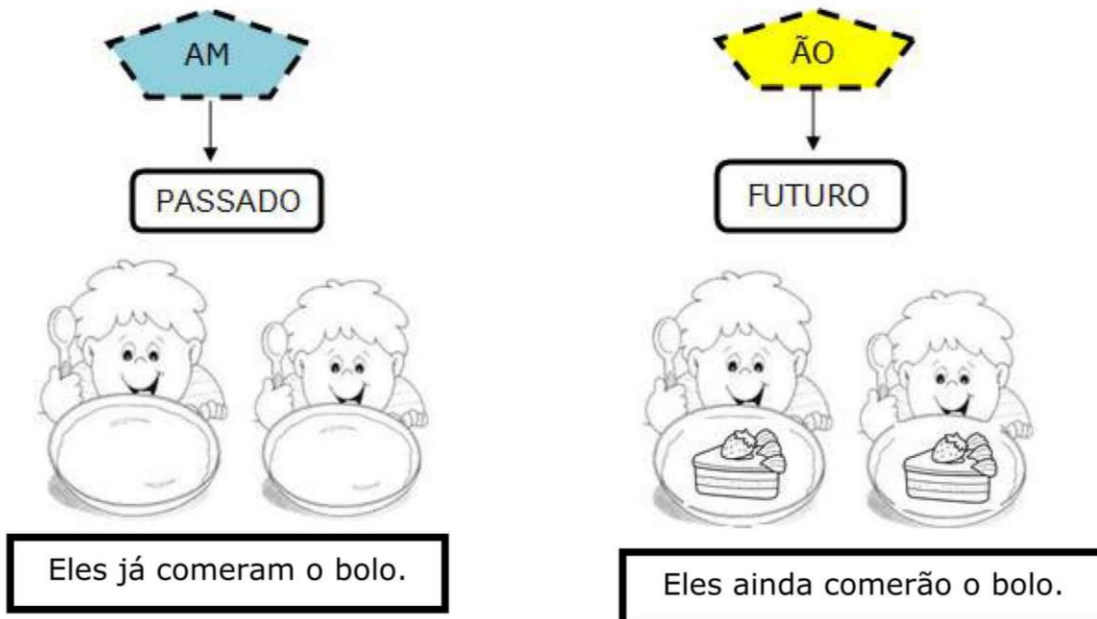 AM
PASSADO
Eles já comeram o bolo.
ÃO
FUTURO
Eles ainda comerão o bolo.